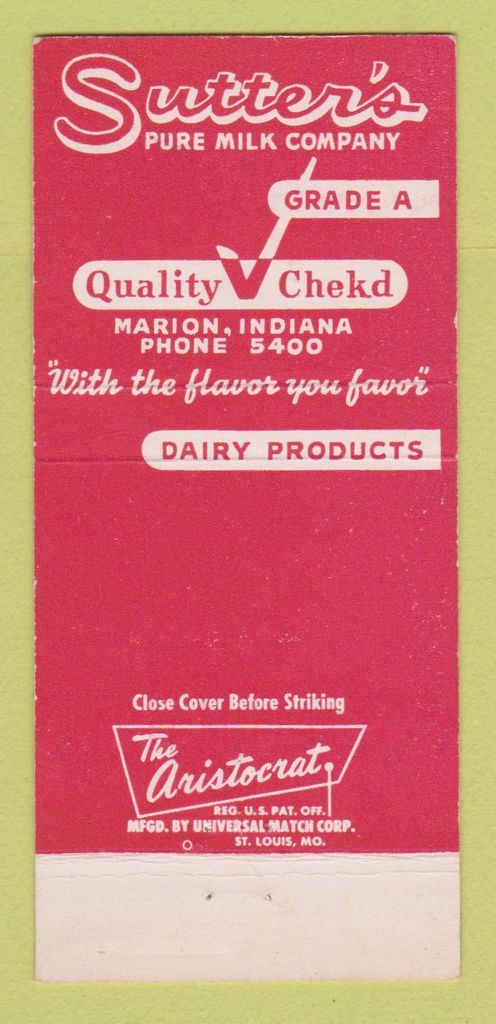 Sutter's
PURE MILK COMPANY
GRADE A
Quality Chekd
MARION, INDIANA
PHONE 5400
"With the flavor you favor"
DAIRY PRODUCTS
Close Cover Before Striking
The
Aristocrat
REG. U.S. PAT. OFF.
MFGD. BY UNIVERSAL MATCH CORP.
ST. LOUIS, MO.